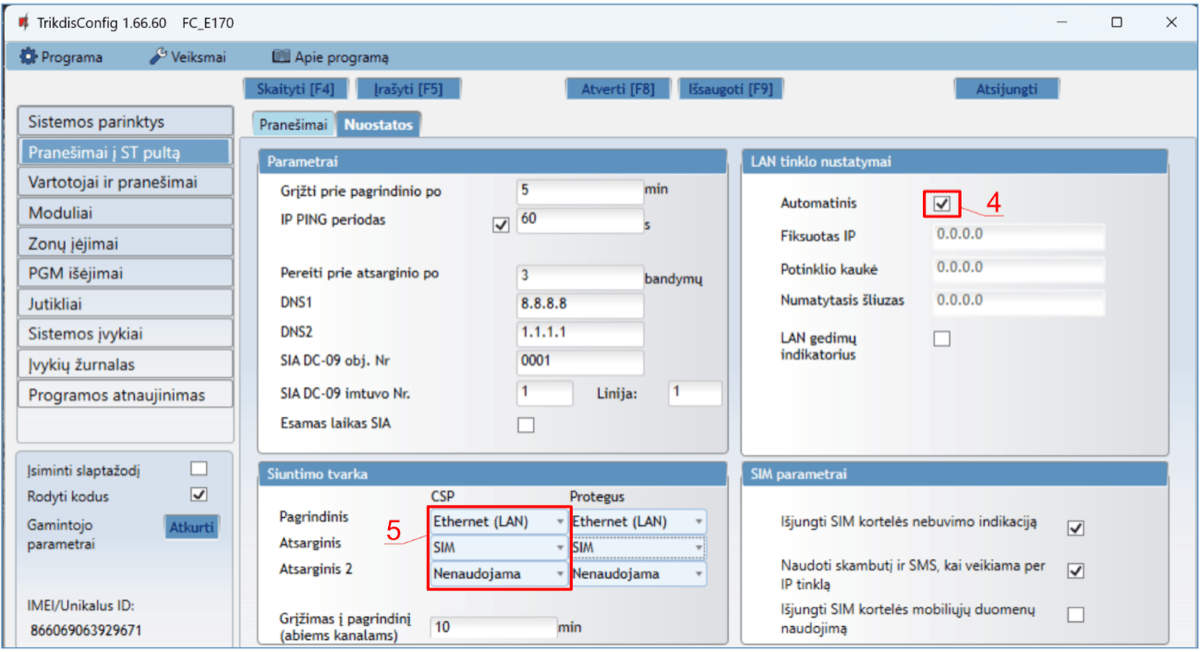 TrikdisConfig 1.66.60 FC_E170
Programa Veiksmai Apie programą
Skaityti [F4] Įrašyti [F5] Atverti [F8] Išsaugoti [F9] Atsijungti
Sistemos parinktys
Pranešimai į ST pultą
Vartotojai ir pranešimai
Moduliai
Zonų įėjimai
PGM išėjimai
Jutikliai
Sistemos įvykiai
Įvykių žurnalas
Programos atnaujinimas
Įsiminti slaptažodį
Rodyti kodus
Gamintojo
parametrai
Atkurti
IMEI/Unikalus ID:
866069063929671
Pranešimai Nuostatos
Parametrai
Grįžti prie pagrindinio po 5 min
IP PING periodas 60 s
Pereiti prie atsarginio po 3 bandymų
DNS1 8.8.8.8
DNS2 1.1.1.1
SIA DC-09 obj. Nr 0001
SIA DC-09 imtuvo Nr. 1 Linija: 1
Esamas laikas SIA
LAN tinklo nustatymai
Automatinis 4
Fiksuotas IP 0.0.0.0
Potinklio kaukė 0.0.0.0
Numatytasis šliuzas 0.0.0.0
LAN gedimų
indikatorius
Siuntimo tvarka
CSP Protegus
Pagrindinis Ethernet (LAN) Ethernet (LAN)
5
Atsarginis SIM SIM
Atsarginis 2 Nenaudojama Nenaudojama
Grįžimas į pagrindinį
(abiems kanalams) 10 min
SIM parametrai
Išjungti SIM kortelės nebuvimo indikaciją
Naudoti skambutį ir SMS, kai veikiama per
IP tinklą
Išjungti SIM kortelės mobiliųjų duomenų
naudojimą